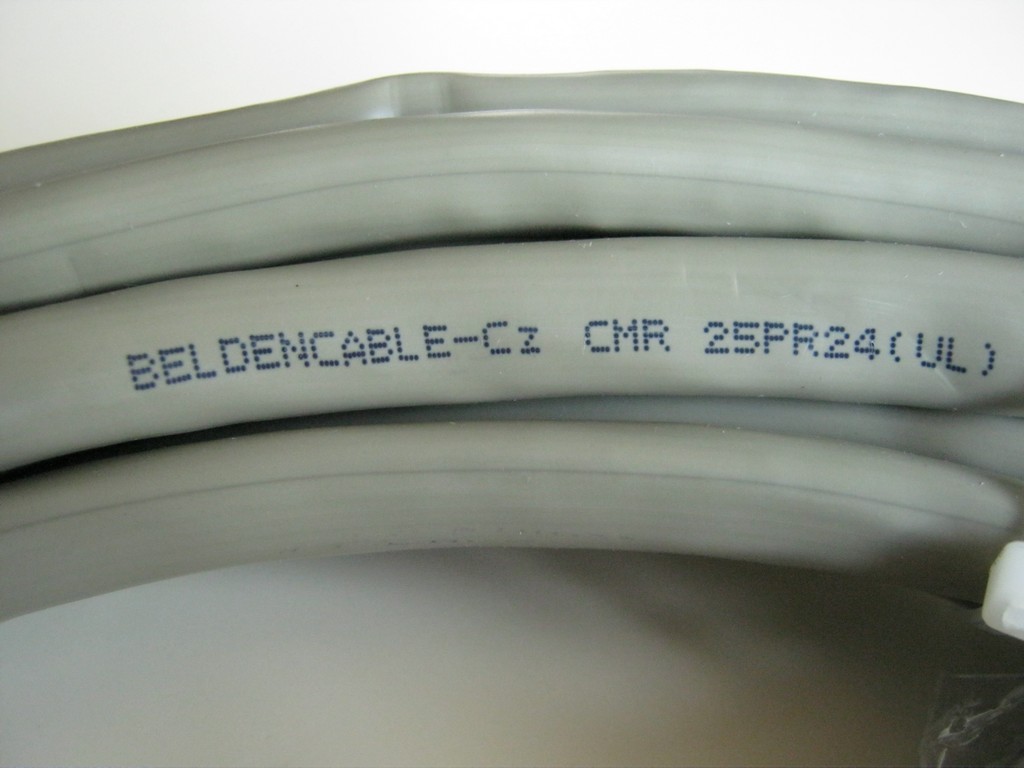 BELDENCABLE-Cz CMR 25PR24(UL)